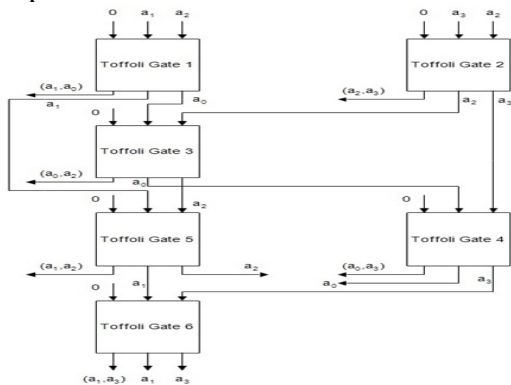 0 a₁ a₂ 0 a₃ a₂
Toffoli Gate 1 Toffoli Gate 2
(a₁,a₀) (a₂,a₃)
a₁ a₀ a₂ a₃
0
Toffoli Gate 3
(a₀,a₂) a₀
0 a₂ 0
Toffoli Gate 5 Toffoli Gate 4
(a₁,a₂) a₂ (a₀,a₃)
0 a₁ a₀ a₃
Toffoli Gate 6
(a₁,a₃) a₁ a₃